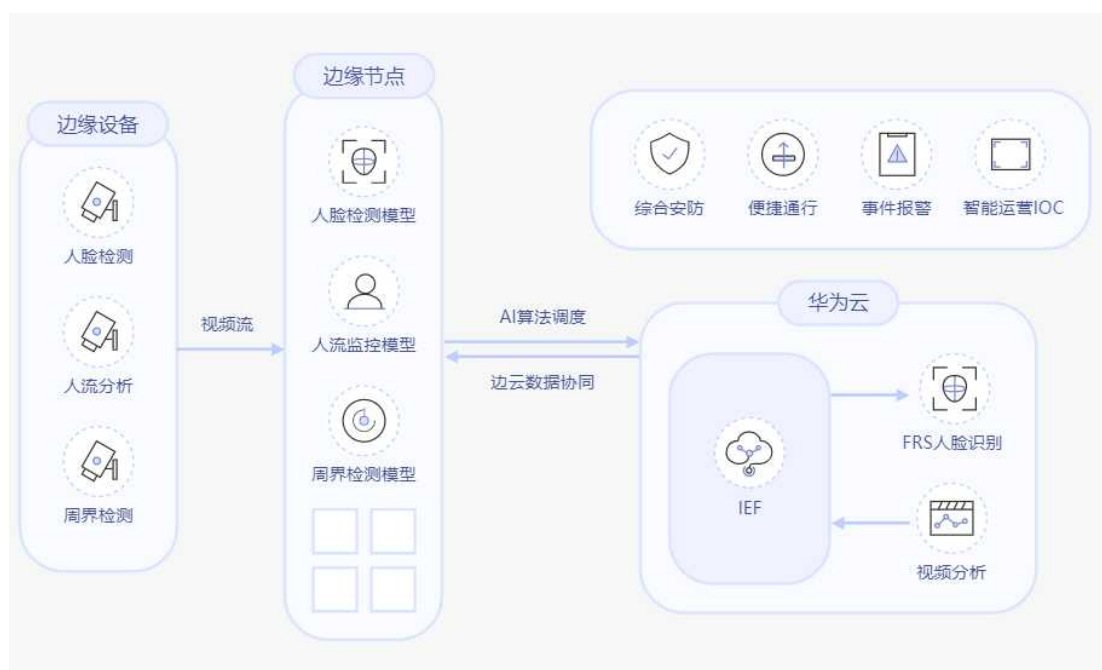 边缘设备
人脸检测
人流分析
周界检测
视频流
边缘节点
人脸检测模型
人流监控模型
周界检测模型
AI算法调度
边云数据协同
综合安防
便捷通行
事件报警
智能运营IOC
华为云
IEF
FRS人脸识别
视频分析